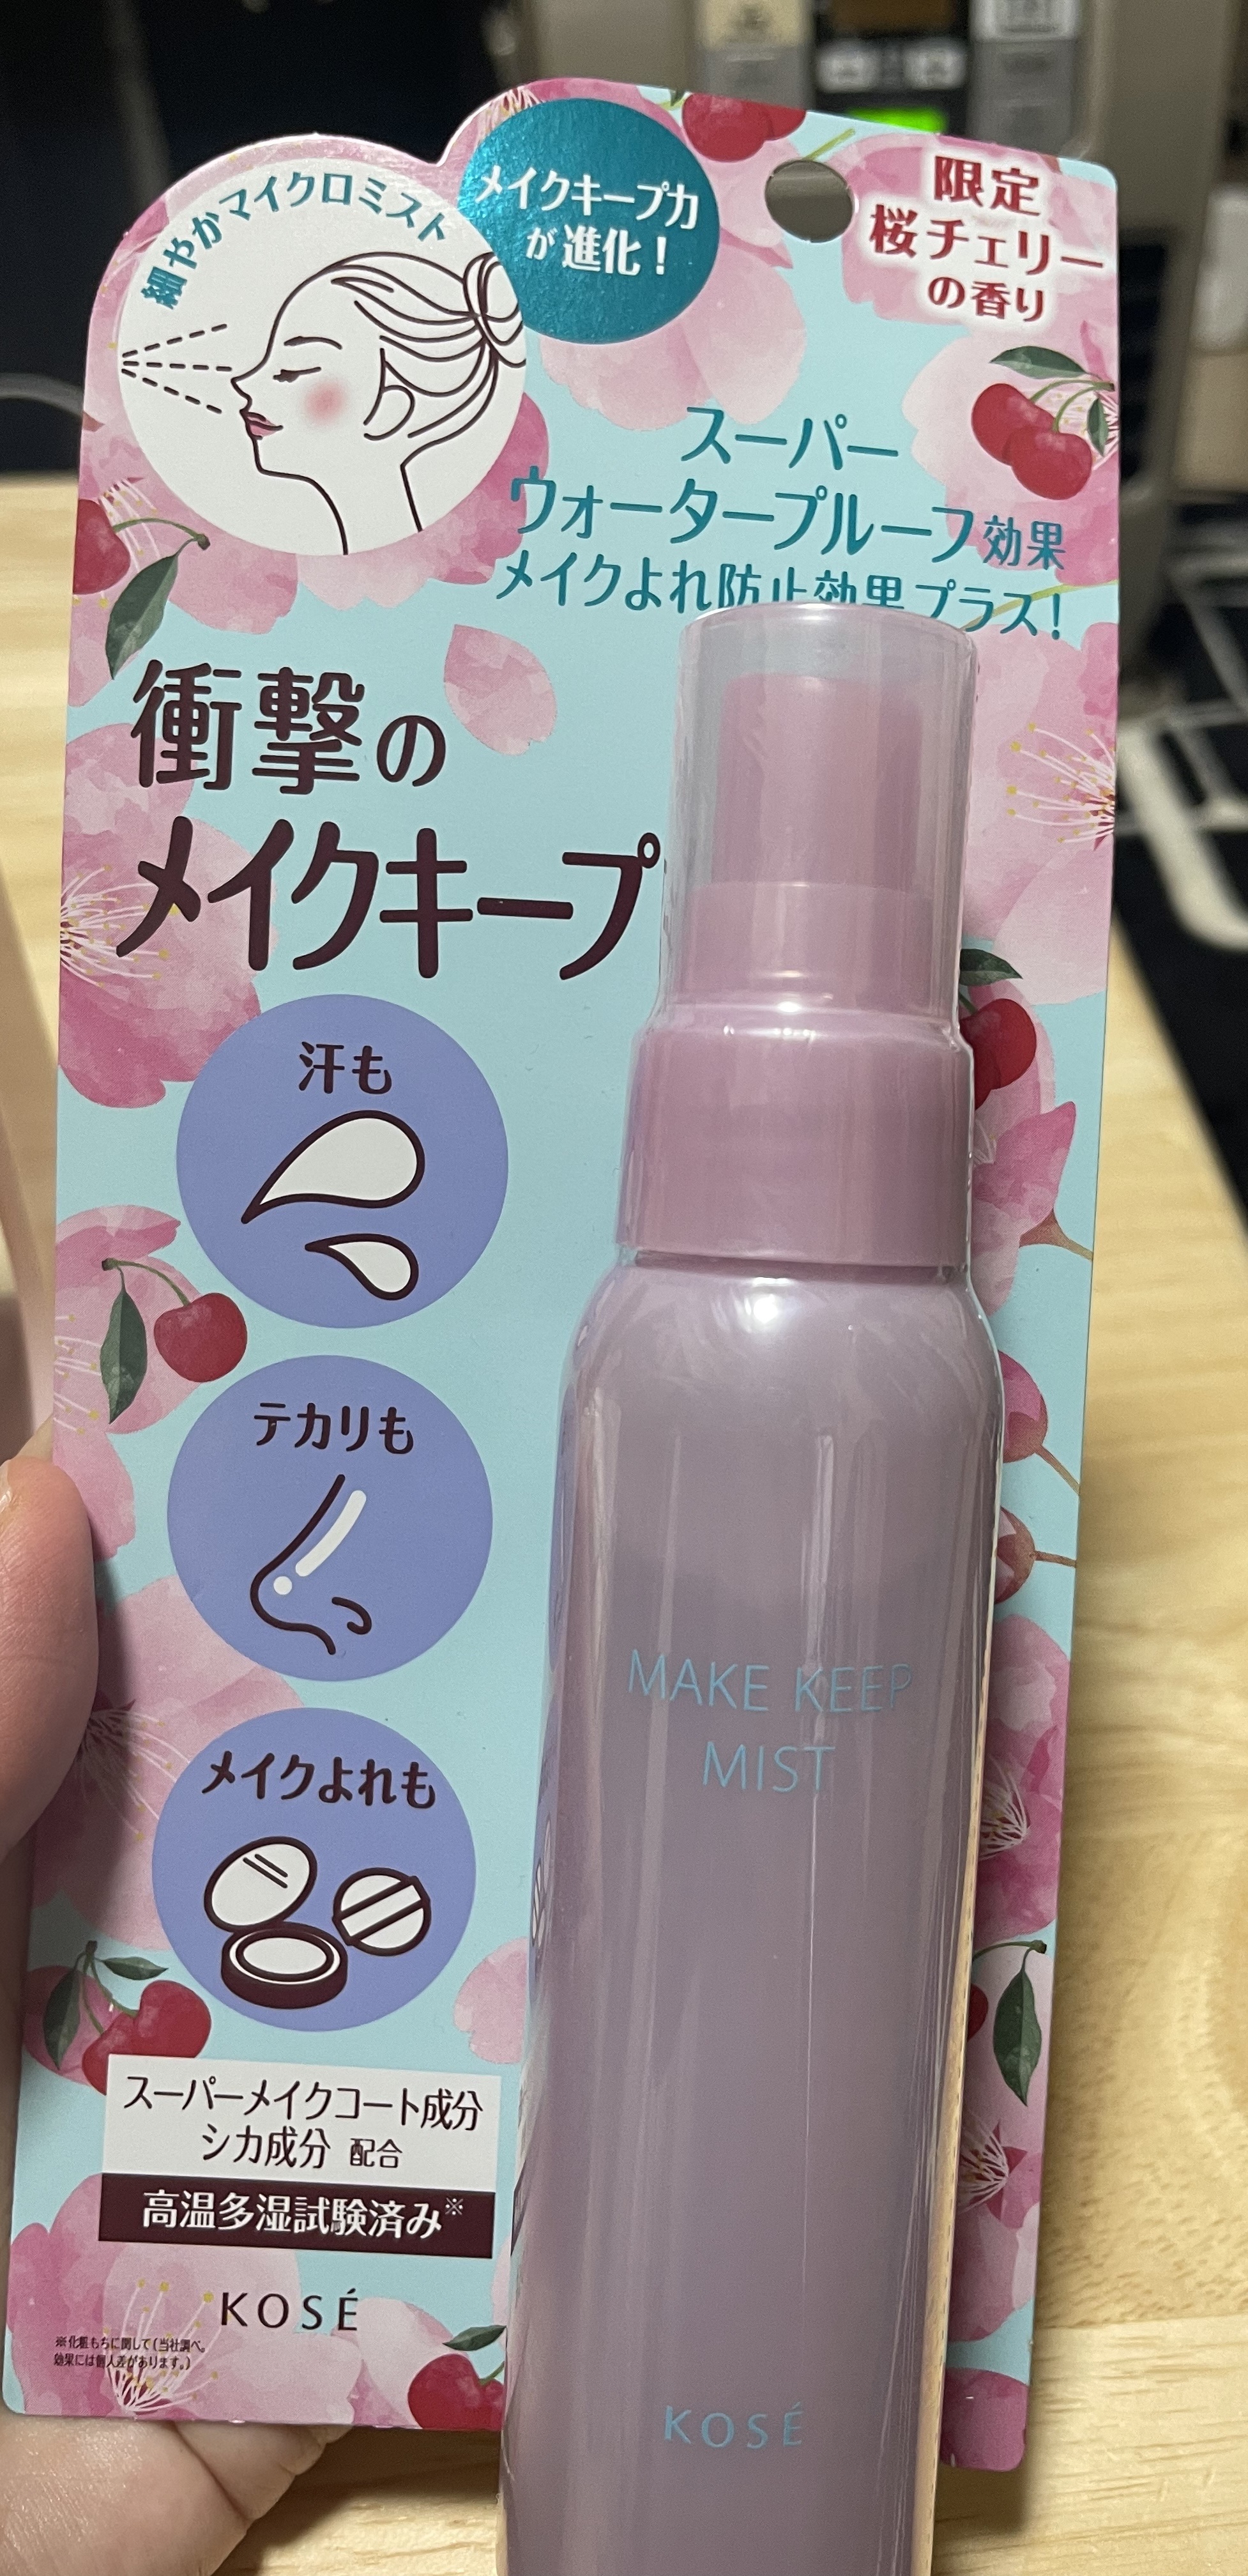 細やかマイクロミスト
メイクキープ力
が進化!
限定
桜チェリー
の香り
スーパー
ウォータープルーフ効果
メイクよれ防止効果プラス!
衝撃の
メイクキープ
汗も
テカリも
メイクよれも
スーパーメイクコート成分
シカ成分 配合
高温多湿試験済み※
KOSÉ
※化粧もちに関して(当社調べ。
効果には個人差があります。)
MAKE KEEP
MIST
KOSÉ